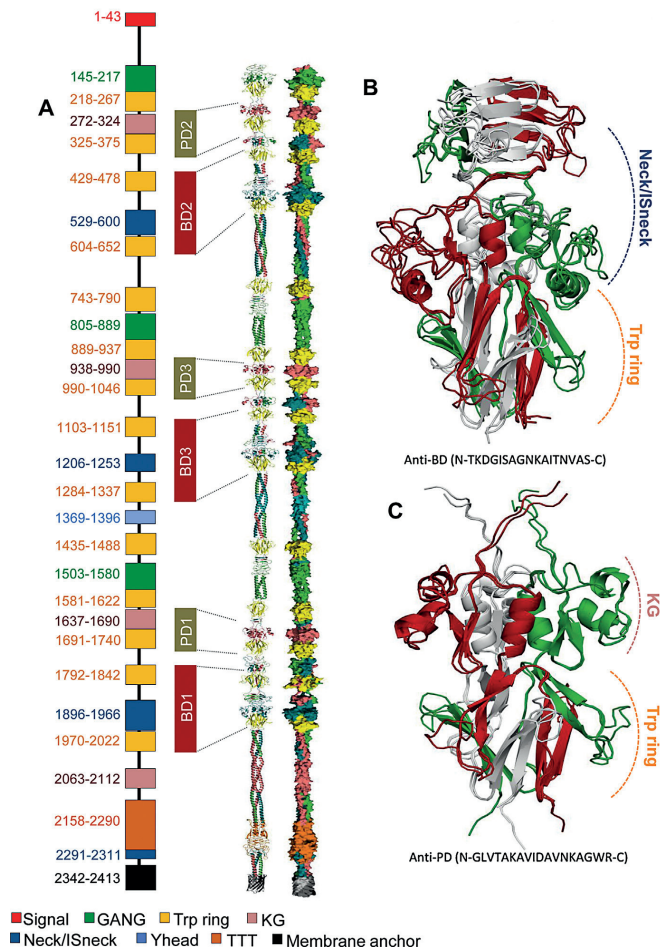 A
1-43
145-217
218-267
272-324
325-375
429-478
529-600
604-652
743-790
805-889
889-937
938-990
990-1046
1103-1151
1206-1253
1284-1337
1369-1396
1435-1488
1503-1580
1581-1622
1637-1690
1691-1740
1792-1842
1896-1966
1970-2022
2063-2112
2158-2290
2291-2311
2342-2413
PD2
BD2
PD3
BD3
PD1
BD1
B
Neck/ISneck
Trp ring
Anti-BD (N-TKDGISAGNKAITNVAS-C)
C
KG
Trp ring
Anti-PD (N-GLVTAKAVIDAVNKAGWR-C)
Signal GANG Trp ring KG
Neck/ISneck Yhead TTT Membrane anchor